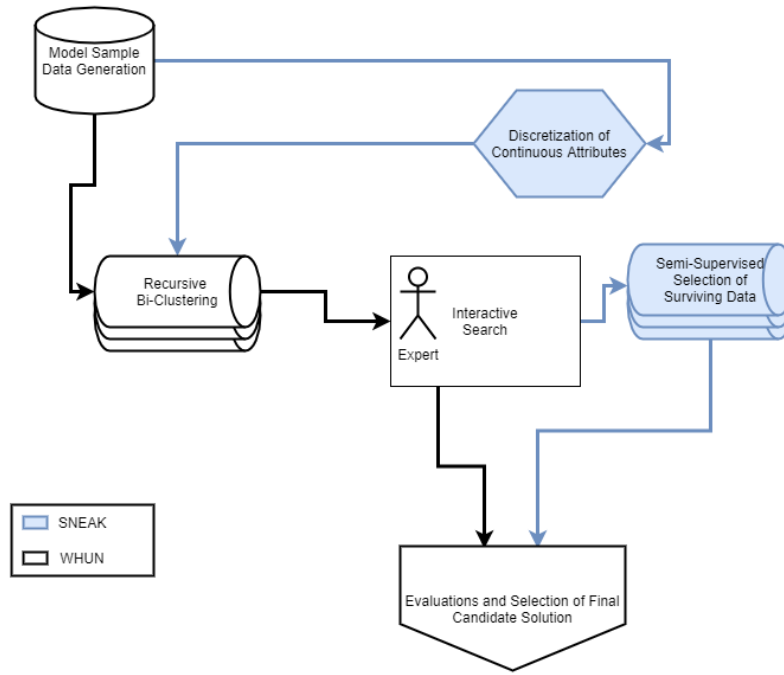 Model Sample
Data Generation
Discretization of
Continuous Attributes
Recursive
Bi-Clustering
Expert
Interactive
Search
Semi-Supervised
Selection of
Surviving Data
SNEAK
WHUN
Evaluations and Selection of Final
Candidate Solution